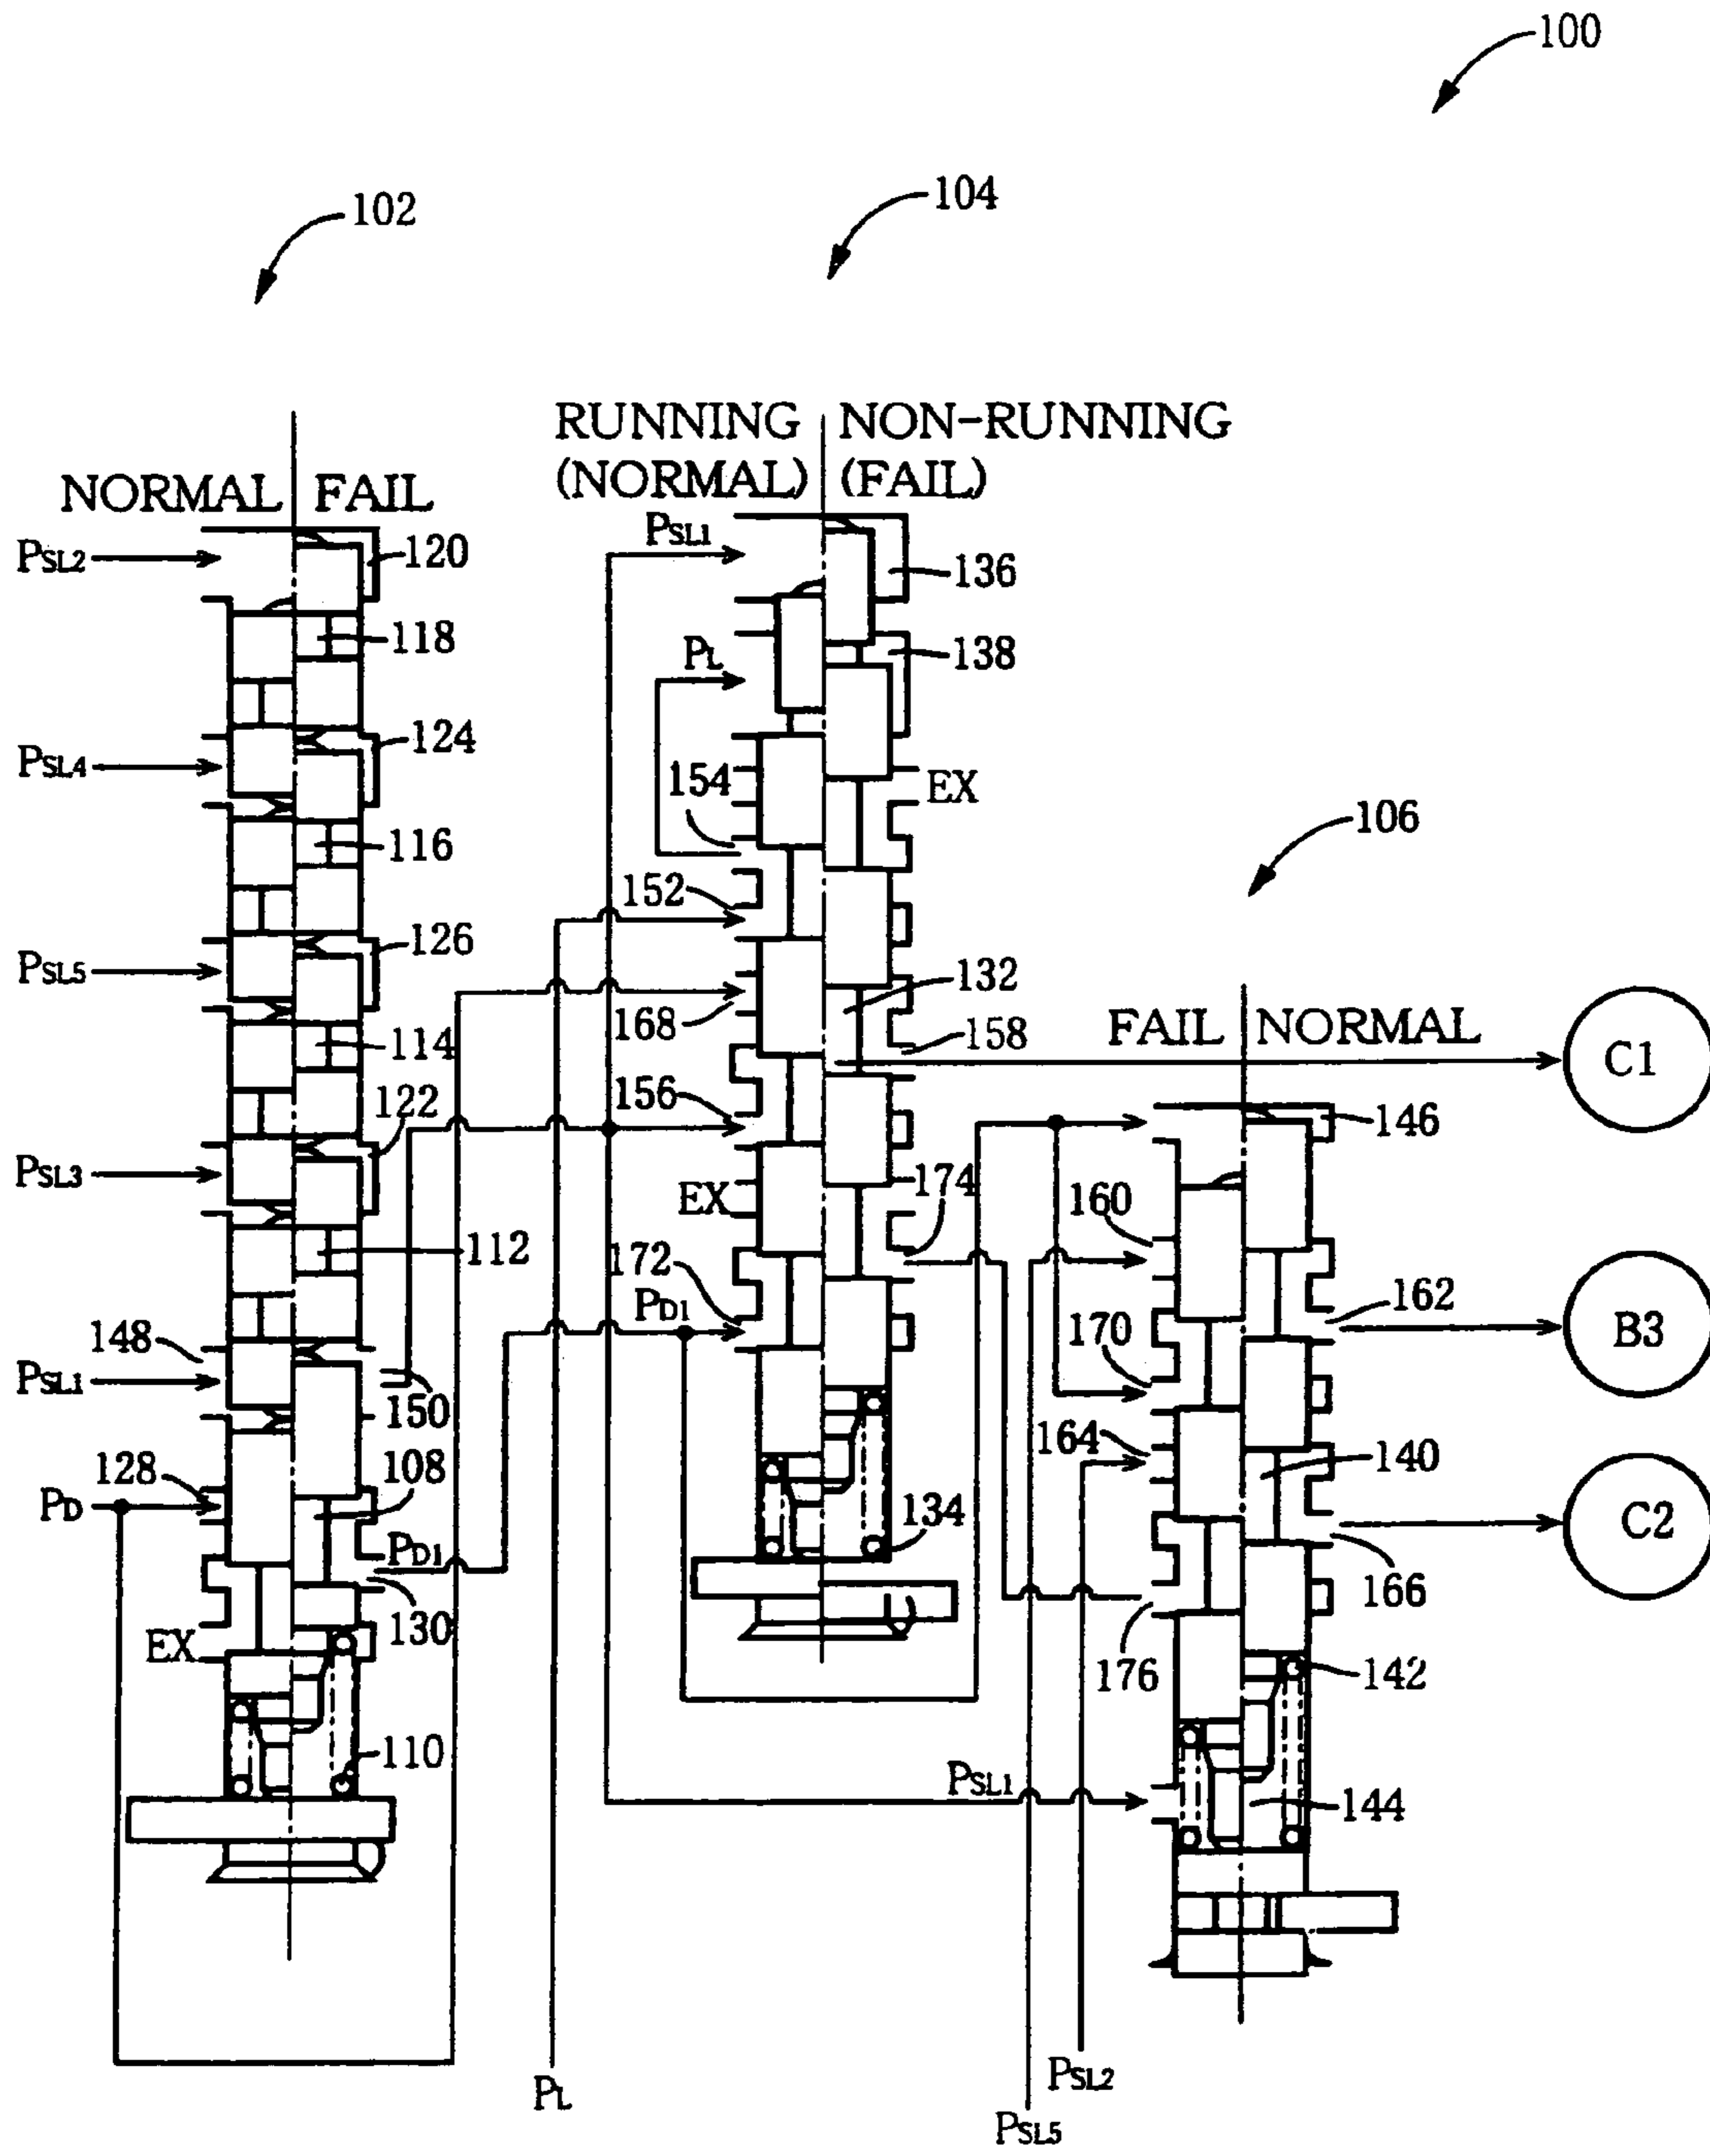 100
102
104
RUNNING NON-RUNNING
(NORMAL) (FAIL)
NORMAL FAIL
PSL2
120
PSL1
136
118
PL
138
124
PSL4
154
EX
116
106
152
126
PSL5
132
168
FAIL NORMAL
158
114
C1
122
156
146
PSL3
EX
174
160
112
172
PD1
162
170
B3
148
PSL1
150
164
128
108
140
PD
134
C2
PD1
130
166
EX
176
142
110
PSL1
144
PL
PSL2
PSL5